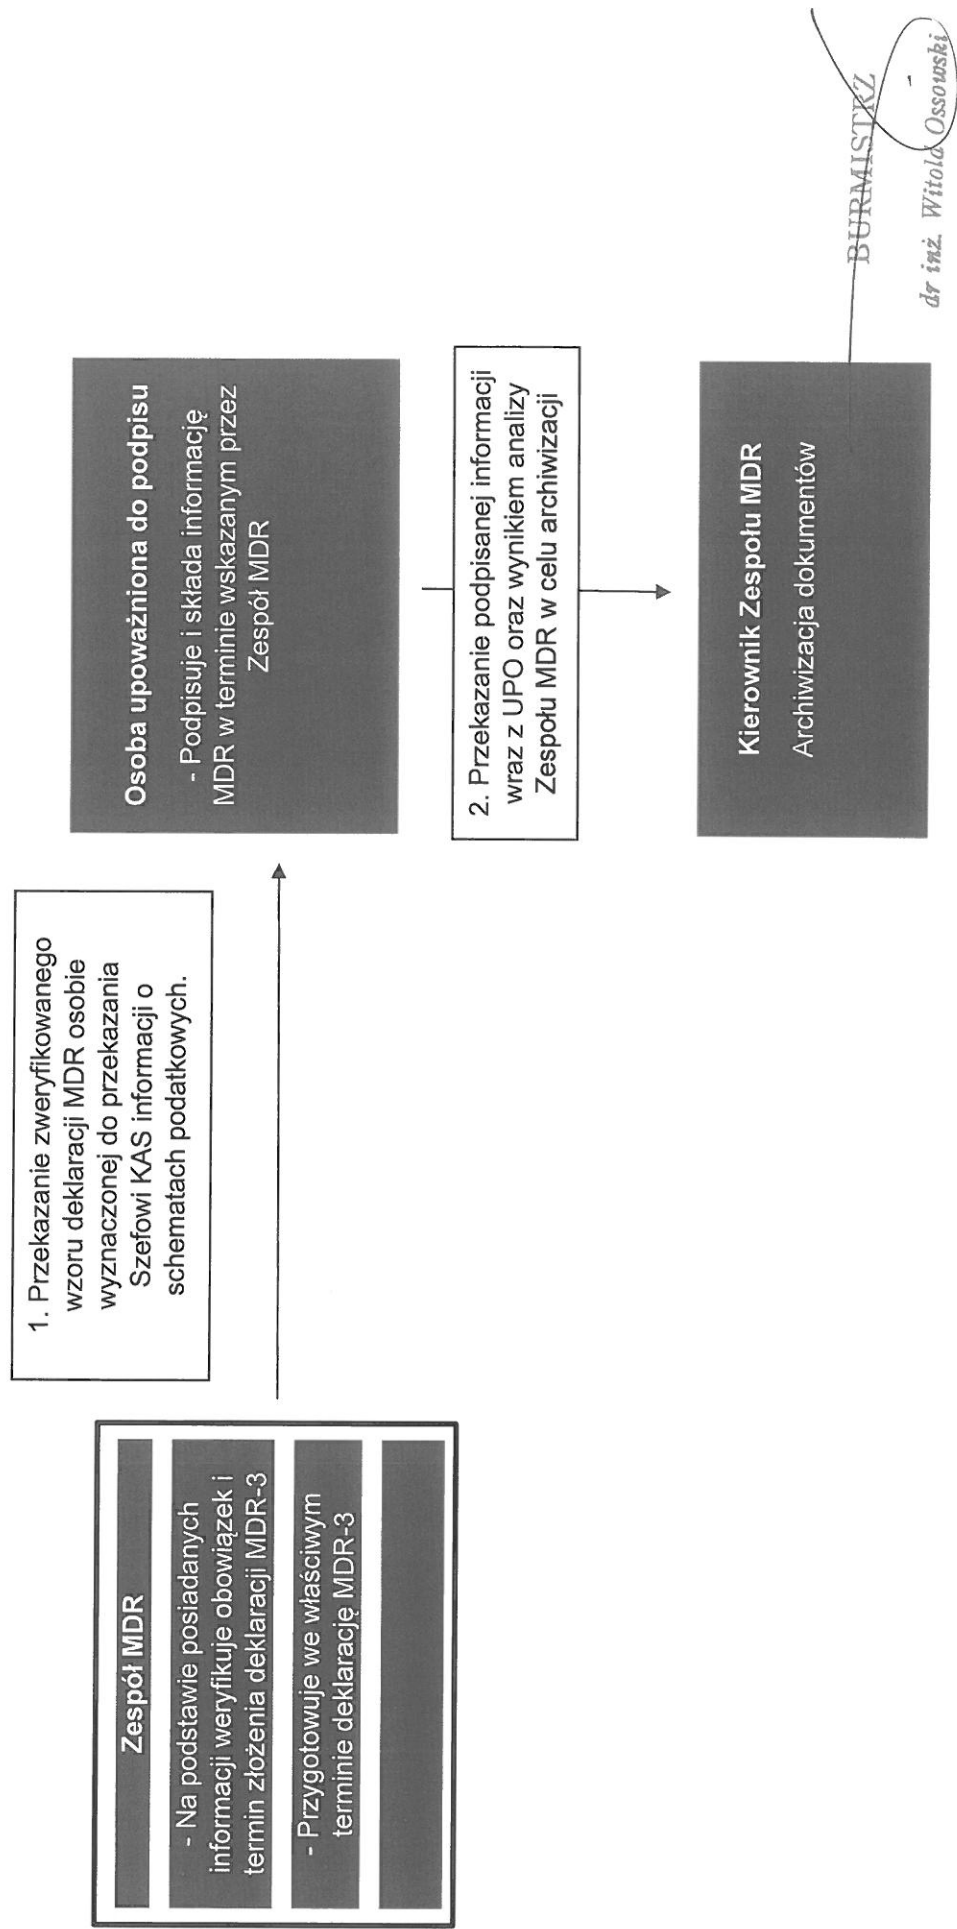 Zespół MDR
- Na podstawie posiadanych
informacji weryfikuje obowiązek i
termin złożenia deklaracji MDR-3
- Przygotowuje we właściwym
terminie deklarację MDR-3
1. Przekazanie zweryfikowanego
wzoru deklaracji MDR osobie
wyznaczonej do przekazania
Szefowi KAS informacji o
schematach podatkowych.
Osoba upoważniona do podpisu
- Podpisuje i składa informację
MDR w terminie wskazanym przez
Zespół MDR
2. Przekazanie podpisanej informacji
wraz z UPO oraz wynikiem analizy
Zespołu MDR w celu archiwizacji
Kierownik Zespołu MDR
Archiwizacja dokumentów
BURMISTRZ
dr inż. Witold Ossowski